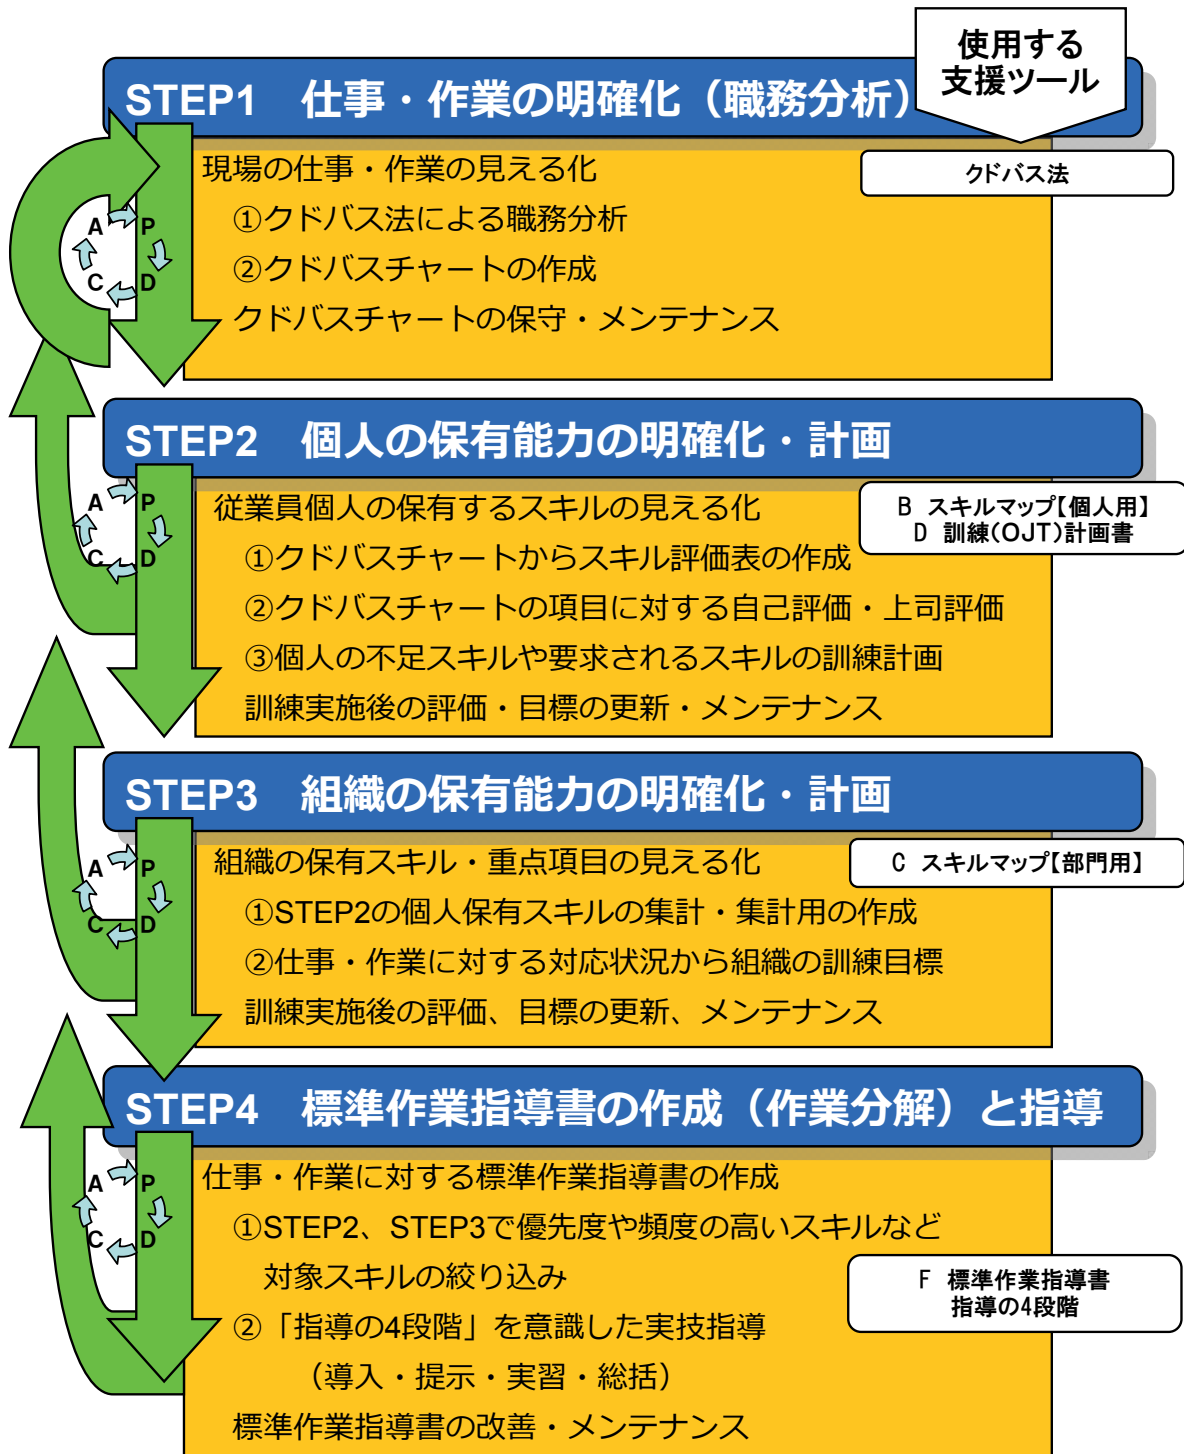 使用する
支援ツール
STEP1 仕事・作業の明確化（職務分析）
クドバス法
現場の仕事・作業の見える化
①クドバス法による職務分析
②クドバスチャートの作成
クドバスチャートの保守・メンテナンス
A P
C D
STEP2 個人の保有能力の明確化・計画
B スキルマップ【個人用】
D 訓練(OJT)計画書
従業員個人の保有するスキルの見える化
①クドバスチャートからスキル評価表の作成
②クドバスチャートの項目に対する自己評価・上司評価
③個人の不足スキルや要求されるスキルの訓練計画
訓練実施後の評価・目標の更新・メンテナンス
A P
C D
STEP3 組織の保有能力の明確化・計画
C スキルマップ【部門用】
組織の保有スキル・重点項目の見える化
①STEP2の個人保有スキルの集計・集計用の作成
②仕事・作業に対する対応状況から組織の訓練目標
訓練実施後の評価、目標の更新、メンテナンス
A P
C D
STEP4 標準作業指導書の作成（作業分解）と指導
仕事・作業に対する標準作業指導書の作成
①STEP2、STEP3で優先度や頻度の高いスキルなど
対象スキルの絞り込み
F 標準作業指導書
指導の4段階
②「指導の4段階」を意識した実技指導
（導入・提示・実習・総括）
標準作業指導書の改善・メンテナンス
A P
C D